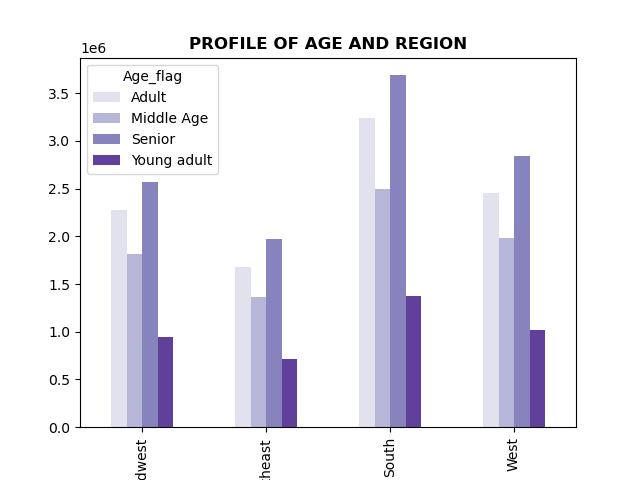 PROFILE OF AGE AND REGION
1e6
Age_flag
Adult
Middle Age
Senior
Young adult
3.5
3.0
2.5
2.0
1.5
1.0
0.5
0.0
dwest
heast
South
West